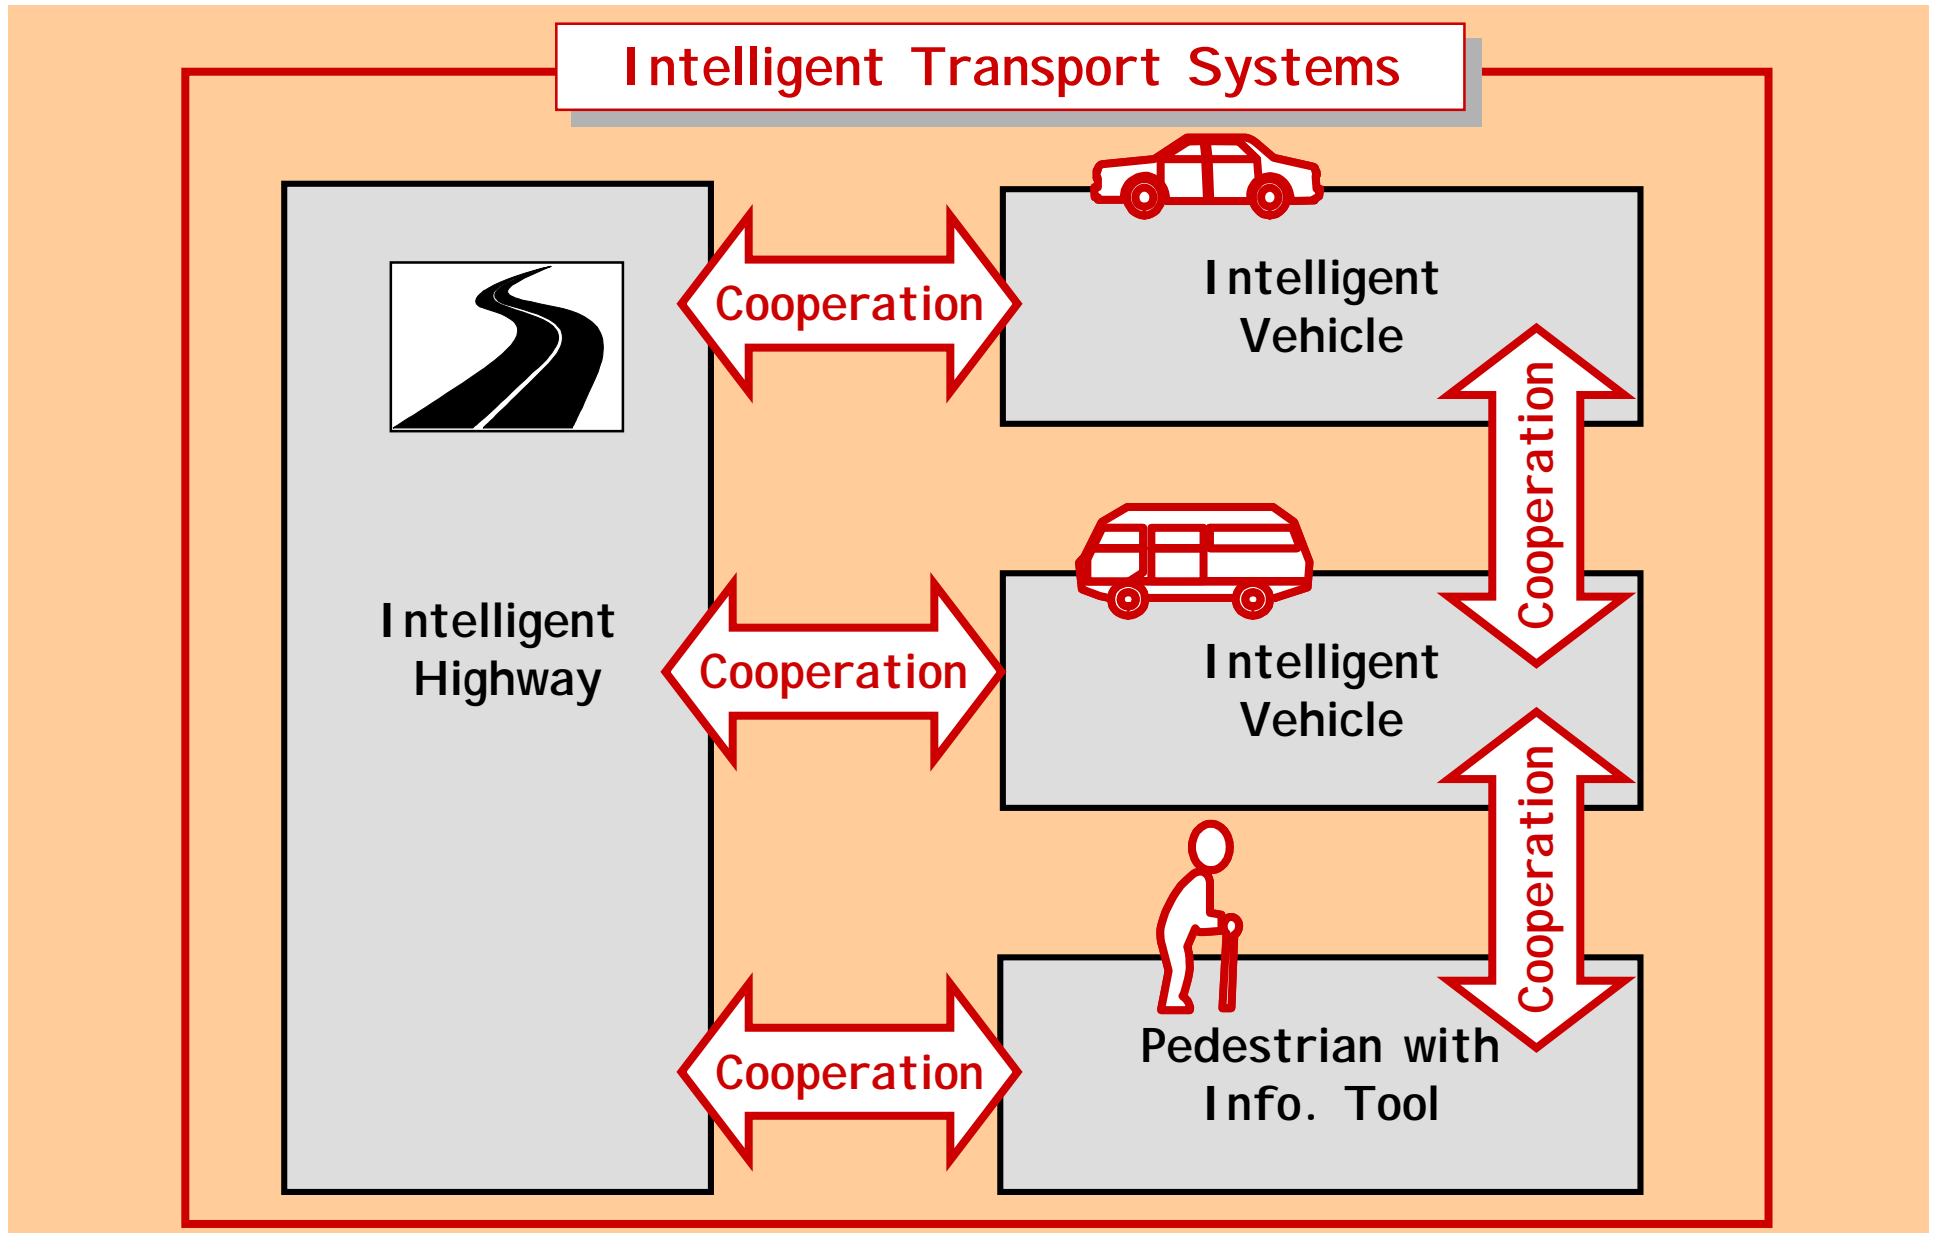 Intelligent Transport Systems
Cooperation
Intelligent
Vehicle
Cooperation
Intelligent
Highway
Cooperation
Intelligent
Vehicle
Cooperation
Cooperation
Pedestrian with
Info. Tool